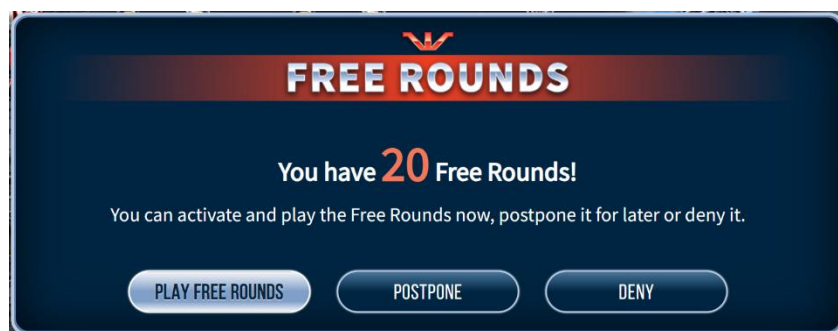 FREE ROUNDS
You have 20 Free Rounds!
You can activate and play the Free Rounds now, postpone it for later or deny it.
PLAY FREE ROUNDS
POSTPONE
DENY